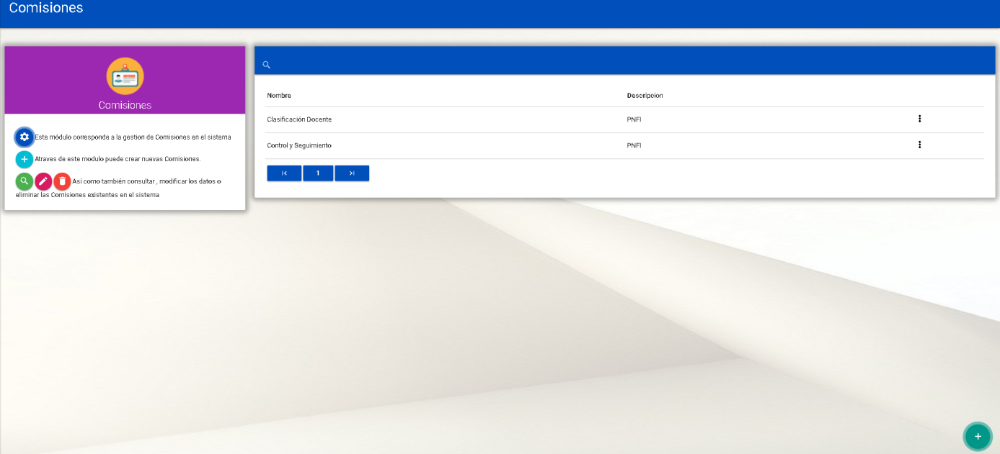 Comisiones
Comisiones
Este módulo corresponde a la gestion de Comisiones en el sistema
Atraves de este modulo puede crear nuevas Comisiones.
Así como también consultar , modificar los datos o
eliminar las Comisiones existentes en el sistema
Nombre Descripcion
Clasificación Docente PNFI
Control y Seguimiento PNFI
1